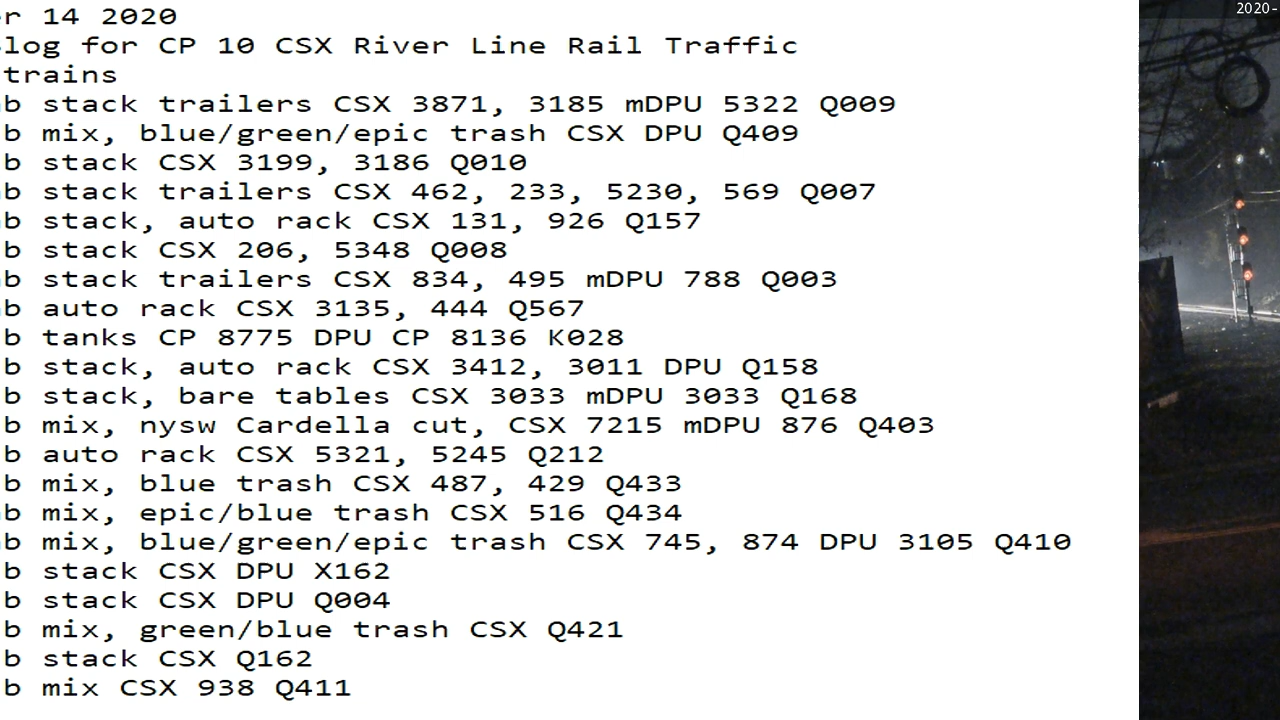 r 14 2020
log for CP 10 CSX River Line Rail Traffic
trains
b stack trailers CSX 3871, 3185 mDPU 5322 Q009
b mix, blue/green/epic trash CSX DPU Q409
b stack CSX 3199, 3186 Q010
b stack trailers CSX 462, 233, 5230, 569 Q007
b stack, auto rack CSX 131, 926 Q157
b stack CSX 206, 5348 Q008
b stack trailers CSX 834, 495 mDPU 788 Q003
b auto rack CSX 3135, 444 Q567
b tanks CP 8775 DPU CP 8136 K028
b stack, auto rack CSX 3412, 3011 DPU Q158
b stack, bare tables CSX 3033 mDPU 3033 Q168
b mix, nysw Cardella cut, CSX 7215 mDPU 876 Q403
b auto rack CSX 5321, 5245 Q212
b mix, blue trash CSX 487, 429 Q433
b mix, epic/blue trash CSX 516 Q434
b mix, blue/green/epic trash CSX 745, 874 DPU 3105 Q410
b stack CSX DPU X162
b stack CSX DPU Q004
b mix, green/blue trash CSX Q421
b stack CSX Q162
b mix CSX 938 Q411
2020-